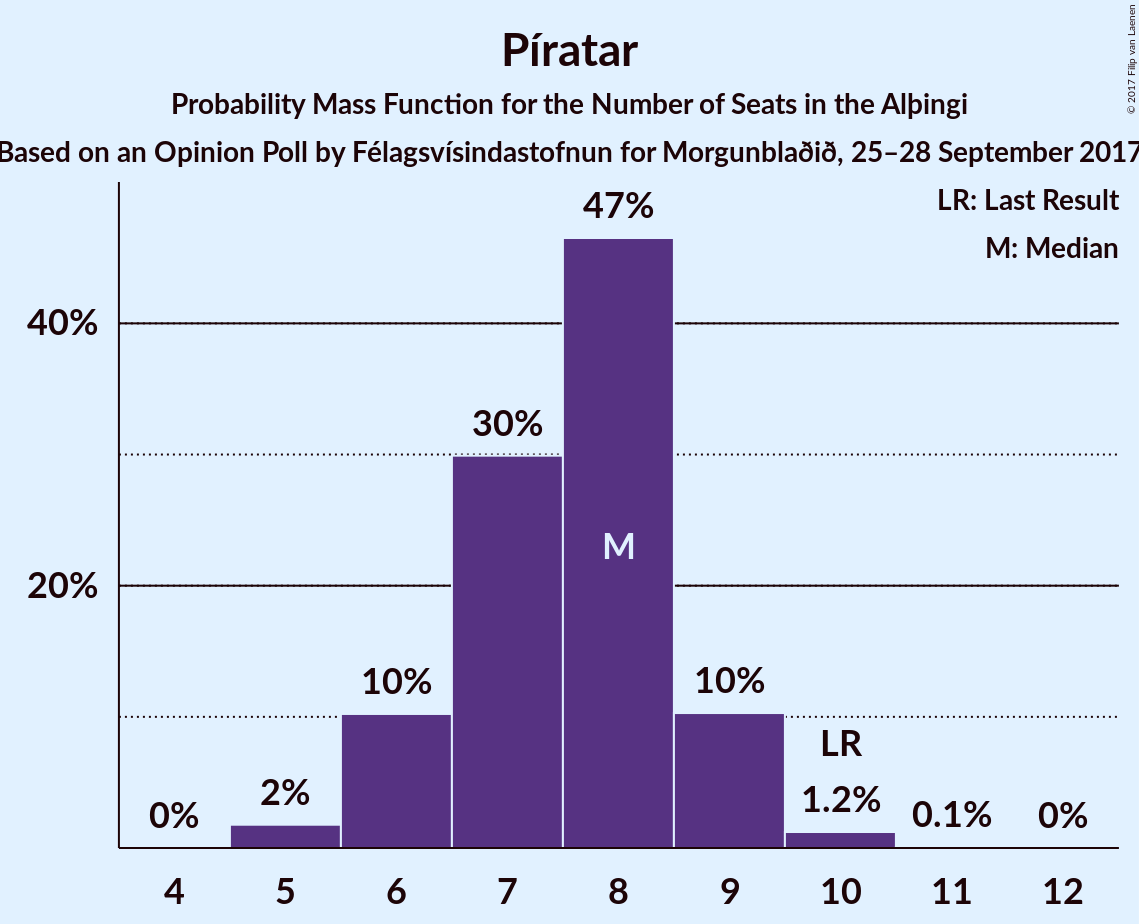 Píratar
Probability Mass Function for the Number of Seats in the Alþingi
Based on an Opinion Poll by Félagsvísindastofnun for Morgunblaðið, 25–28 September 2017
© 2017 Filip van Laenen
LR: Last Result
M: Median
47%
40%
30%
M
20%
10%
10%
LR
2%
1.2%
0%
0.1%
0%
4 5 6 7 8 9 10 11 12